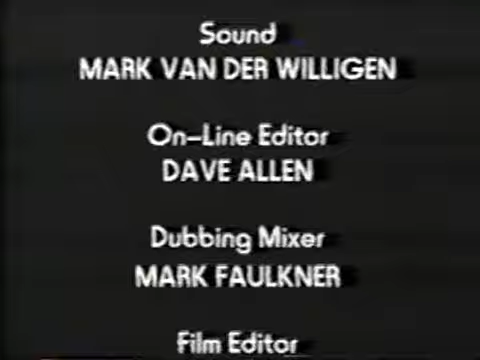 Sound
MARK VAN DER WILLIGEN
On-Line Editor
DAVE ALLEN
Dubbing Mixer
MARK FAULKNER
Film Editor